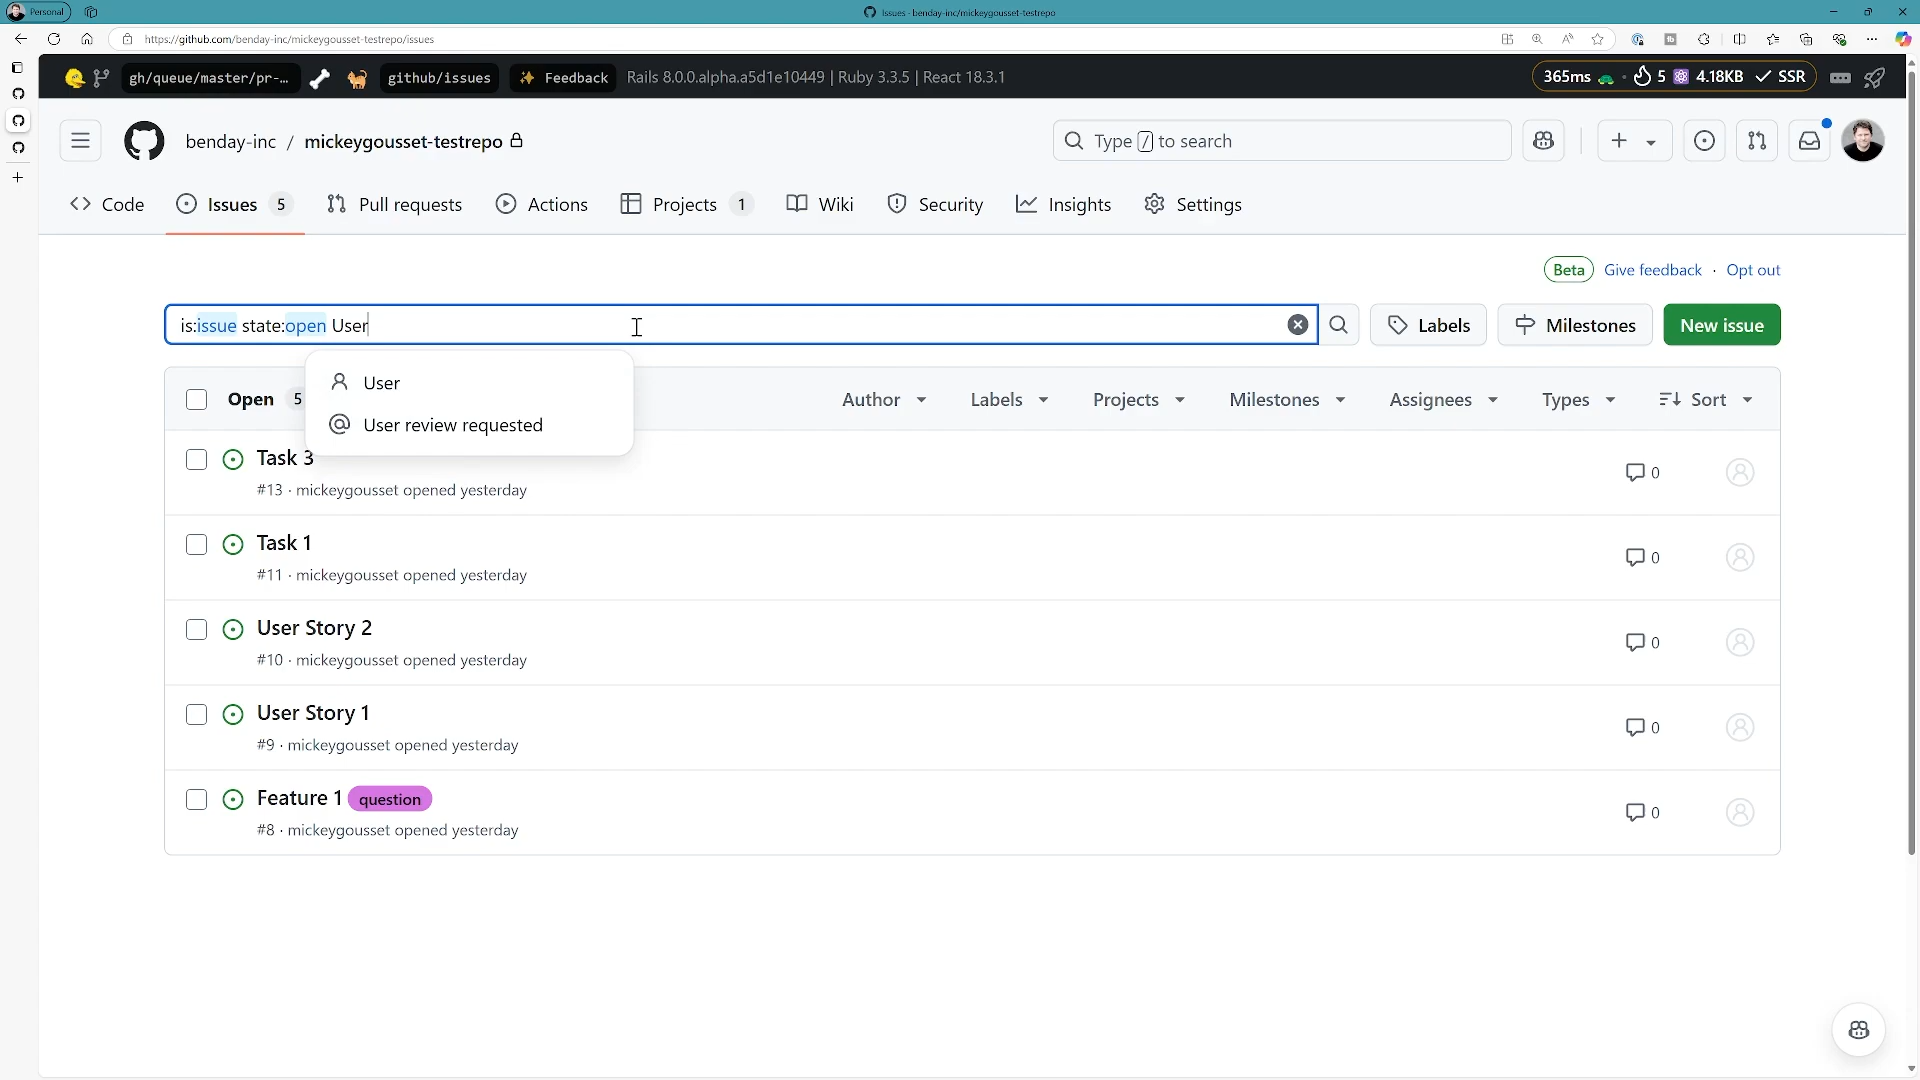 Personal
Issues - benday-inc/mickeygousset-testrepo
https://github.com/benday-inc/mickeygousset-testrepo/issues
gh/queue/master/pr-... github/issues Feedback Rails 8.0.0.alpha.a5d1e10449 | Ruby 3.3.5 | React 18.3.1 365ms · 5 4.18KB SSR
benday-inc / mickeygousset-testrepo Type / to search
Code Issues 5 Pull requests Actions Projects 1 Wiki Security Insights Settings
Beta Give feedback · Opt out
is:issue state:open User Labels Milestones New issue
User
User review requested
Open 5 Author Labels Projects Milestones Assignees Types Sort
Task 3
#13 · mickeygousset opened yesterday 0
Task 1
#11 · mickeygousset opened yesterday 0
User Story 2
#10 · mickeygousset opened yesterday 0
User Story 1
#9 · mickeygousset opened yesterday 0
Feature 1 question
#8 · mickeygousset opened yesterday 0